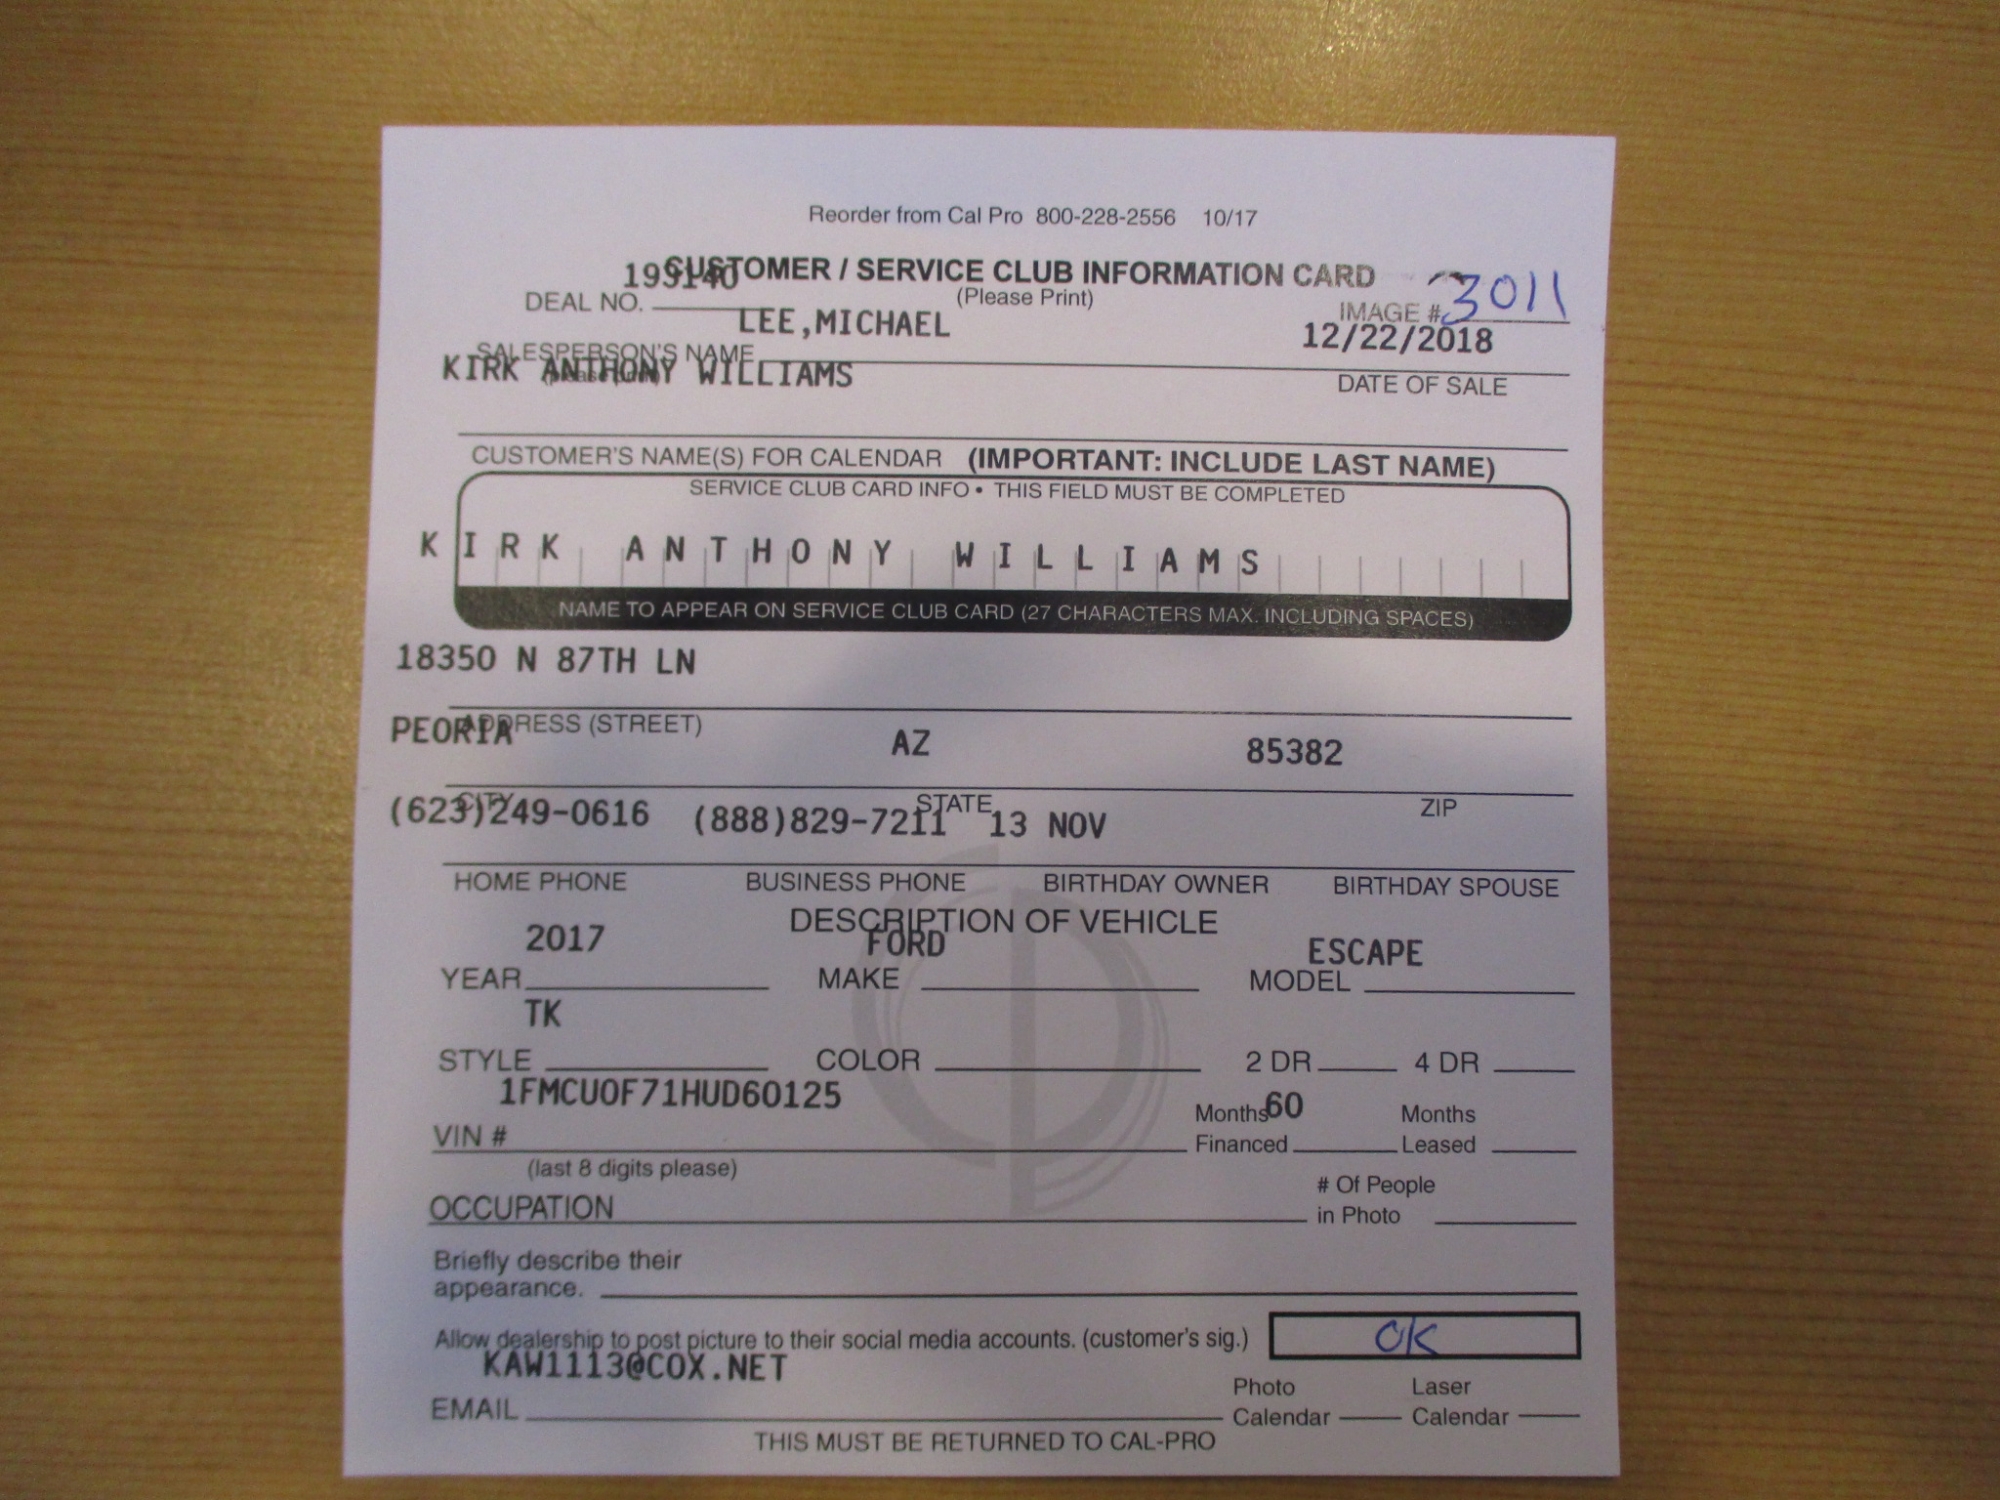 Reorder from Cal Pro 800-228-2556 10/17
199140
CUSTOMER / SERVICE CLUB INFORMATION CARD
(Please Print)
DEAL NO.
IMAGE # 3011
LEE,MICHAEL
12/22/2018
SALESPERSON'S NAME
(please print)
DATE OF SALE
KIRK ANTHONY WILLIAMS
CUSTOMER'S NAME(S) FOR CALENDAR (IMPORTANT: INCLUDE LAST NAME)
SERVICE CLUB CARD INFO • THIS FIELD MUST BE COMPLETED
KIRK ANTHONY WILLIAMS
NAME TO APPEAR ON SERVICE CLUB CARD (27 CHARACTERS MAX. INCLUDING SPACES)
18350 N 87TH LN
ADDRESS (STREET)
PEORIA AZ 85382
CITY STATE ZIP
(623)249-0616 (888)829-7211 13 NOV
HOME PHONE BUSINESS PHONE BIRTHDAY OWNER BIRTHDAY SPOUSE
DESCRIPTION OF VEHICLE
2017 FORD ESCAPE
YEAR MAKE MODEL
TK
STYLE COLOR 2 DR 4 DR
1FMCU0F71HUD60125
Months 60 Months
VIN # Financed Leased
(last 8 digits please)
# Of People
OCCUPATION in Photo
Briefly describe their
appearance.
Allow dealership to post picture to their social media accounts. (customer's sig.) OK
KAW1113@COX.NET
Photo Laser
EMAIL Calendar Calendar
THIS MUST BE RETURNED TO CAL-PRO